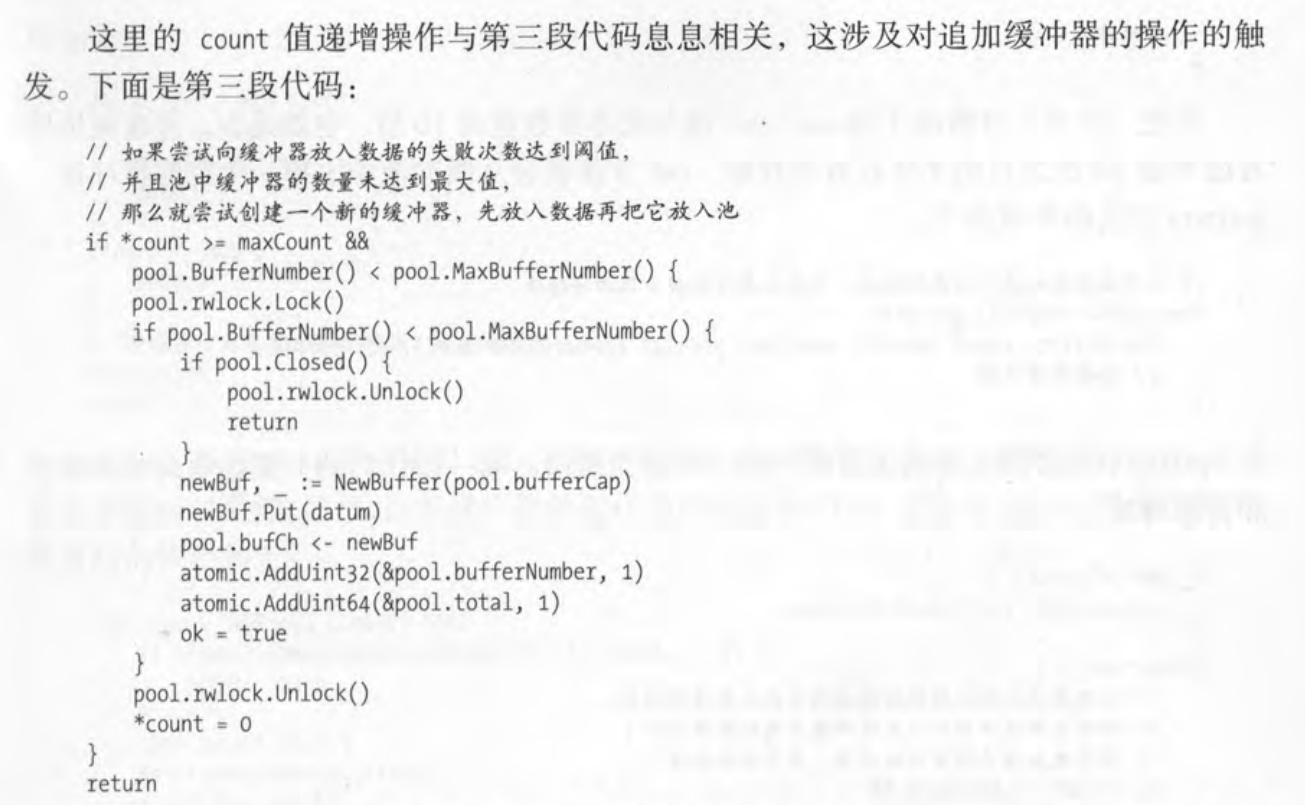 这里的 count 值递增操作与第三段代码息息相关，这涉及对追加缓冲器的操作的触
发。下面是第三段代码：
// 如果尝试向缓冲器放入数据的失败次数达到阈值，
// 并且池中缓冲器的数量未达到最大值，
// 那么就尝试创建一个新的缓冲器，先放入数据再把它放入池
if *count >= maxCount &&
    pool.BufferNumber() < pool.MaxBufferNumber() {
    pool.rwlock.Lock()
    if pool.BufferNumber() < pool.MaxBufferNumber() {
        if pool.Closed() {
            pool.rwlock.Unlock()
            return
        }
        newBuf, _ := NewBuffer(pool.bufferCap)
        newBuf.Put(datum)
        pool.bufCh <- newBuf
        atomic.AddUint32(&pool.bufferNumber, 1)
        atomic.AddUint64(&pool.total, 1)
        ok = true
    }
    pool.rwlock.Unlock()
    *count = 0
}
return